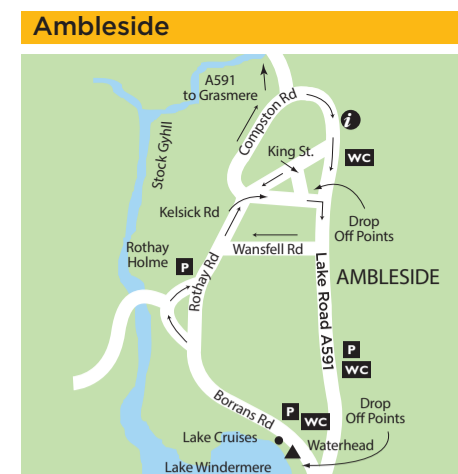 Ambleside
A591
to Grasmere
Compston Rd
i
WC
King St.
Stock Gyhll
Kelsick Rd
Drop
Off Points
Rothay
Holme
P
Rothay Rd
Wansfell Rd
Lake Road A591
AMBLESIDE
P
WC
Borrans Rd
P
WC
Drop
Off Points
Lake Cruises
Waterhead
Lake Windermere